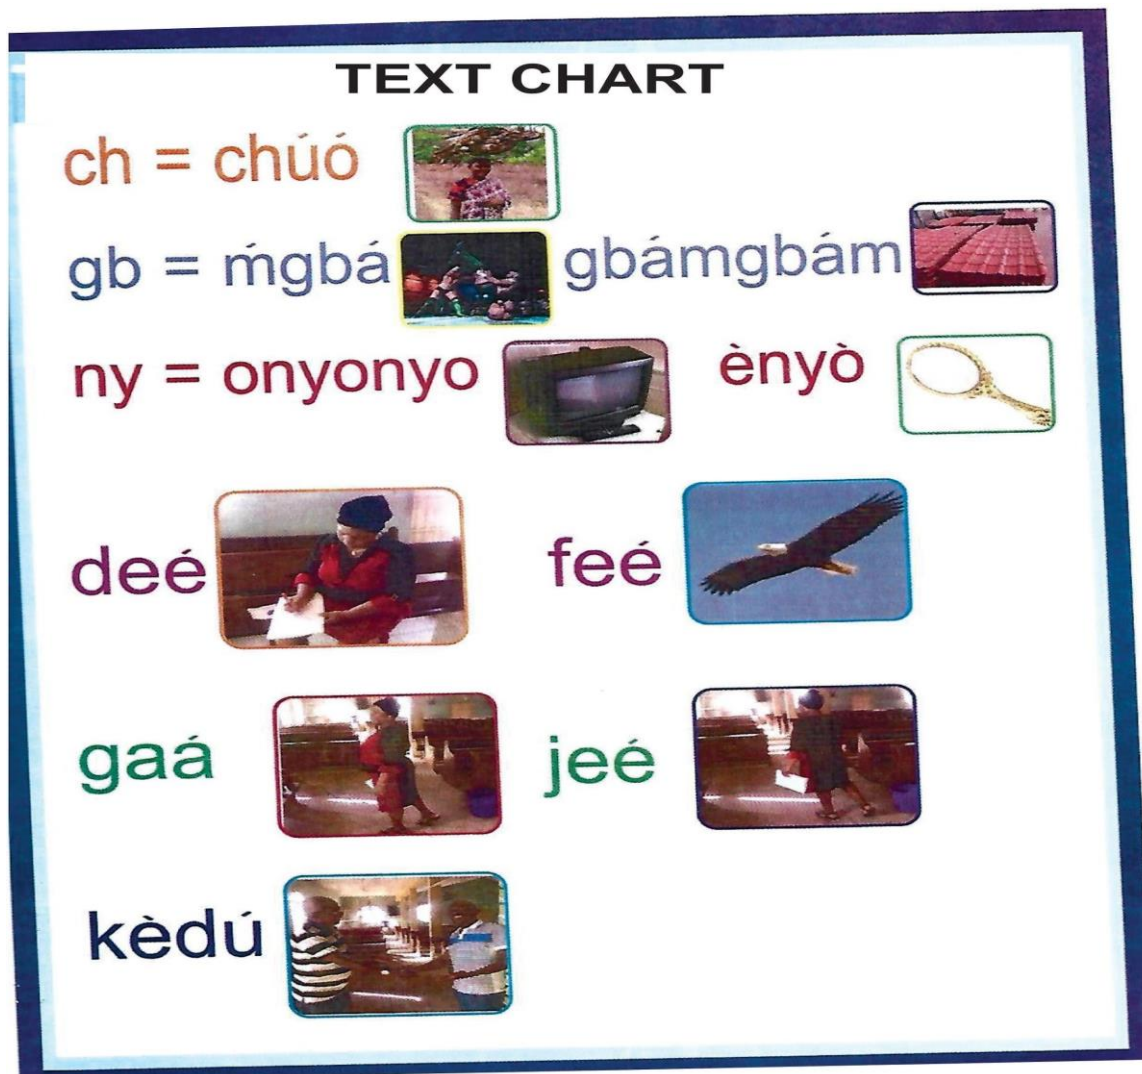 TEXT CHART
ch = chúó
gb = ḿgbá gbámgbám
ny = onyonyo ènyò
deé feé
gaá jeé
kèdú